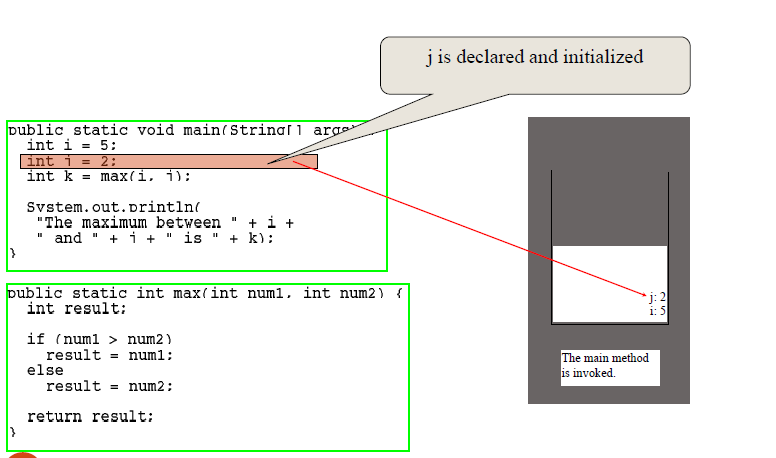 j is declared and initialized
public static void main(String[] args) {
int i = 5;
int j = 2;
int k = max(i, j);
System.out.println(
"The maximum between " + i +
" and " + j + " is " + k);
}
public static int max(int num1, int num2) {
int result;
if (num1 > num2)
result = num1;
else
result = num2;
return result;
}
j: 2
i: 5
The main method
is invoked.